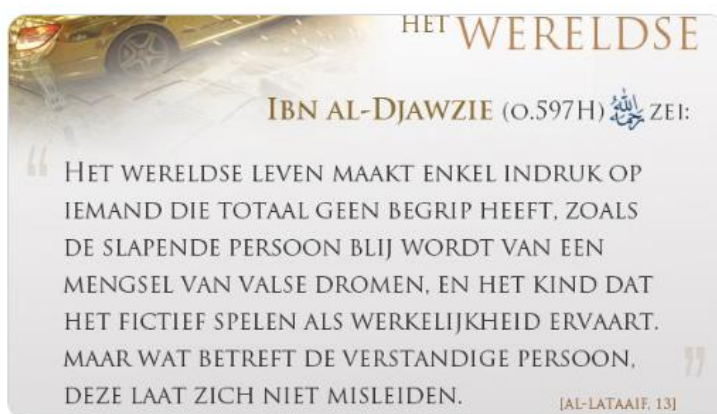 HET WERELDSE
IBN AL-DJAWZIE (O.597H) رحمه الله ZEI:
“ HET WERELDSE LEVEN MAAKT ENKEL INDRUK OP
IEMAND DIE TOTAAL GEEN BEGRIP HEEFT, ZOALS
DE SLAPENDE PERSOON BLIJ WORDT VAN EEN
MENGSEL VAN VALSE DROMEN, EN HET KIND DAT
HET FICTIEF SPELEN ALS WERKELIJKHEID ERVAART.
MAAR WAT BETREFT DE VERSTANDIGE PERSOON, ”
DEZE LAAT ZICH NIET MISLEIDEN.
[AL-LATAAIF, 13]